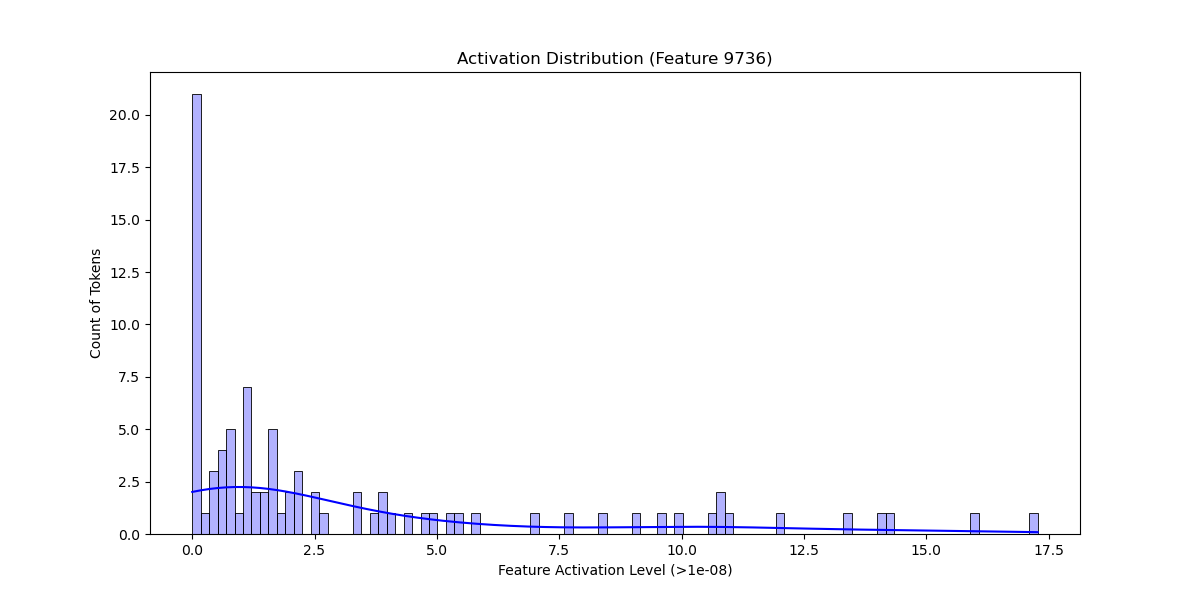 Activation Distribution (Feature 9736)
20.0
17.5
15.0
12.5
10.0
7.5
5.0
2.5
0.0
Count of Tokens
0.0 2.5 5.0 7.5 10.0 12.5 15.0 17.5
Feature Activation Level (>1e-08)